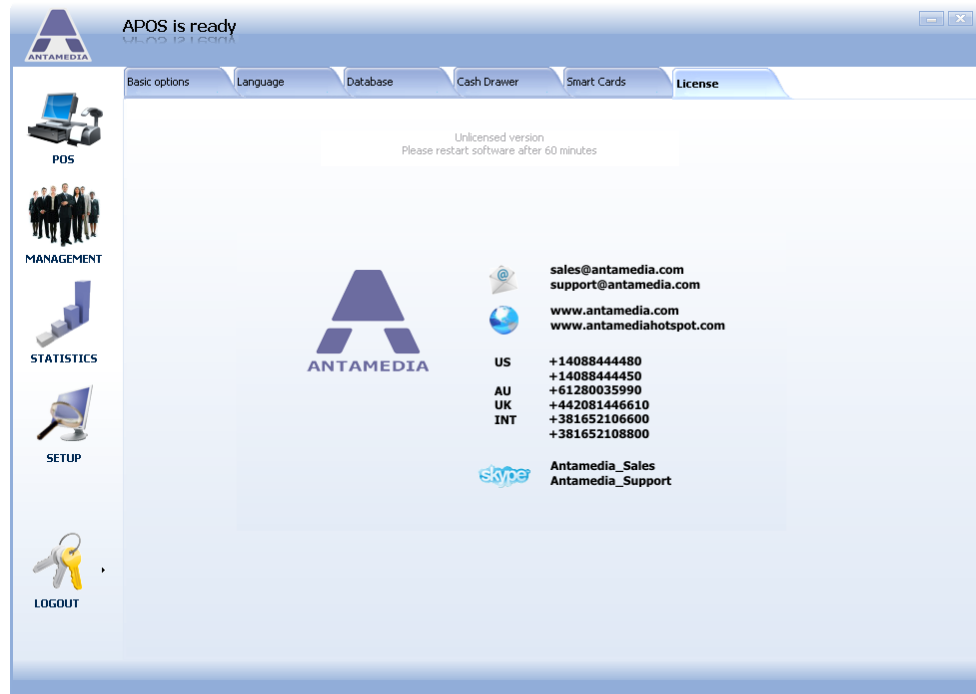 ANTAMEDIA
APOS is ready
Basic options
Language
Database
Cash Drawer
Smart Cards
License
POS
MANAGEMENT
STATISTICS
SETUP
LOGOUT
Unlicensed version
Please restart software after 60 minutes
ANTAMEDIA
sales@antamedia.com
support@antamedia.com
www.antamedia.com
www.antamediahotspot.com
US +14088444480
+14088444450
AU +61280035990
UK +442081446610
INT +381652106600
+381652108800
skype Antamedia_Sales
Antamedia_Support